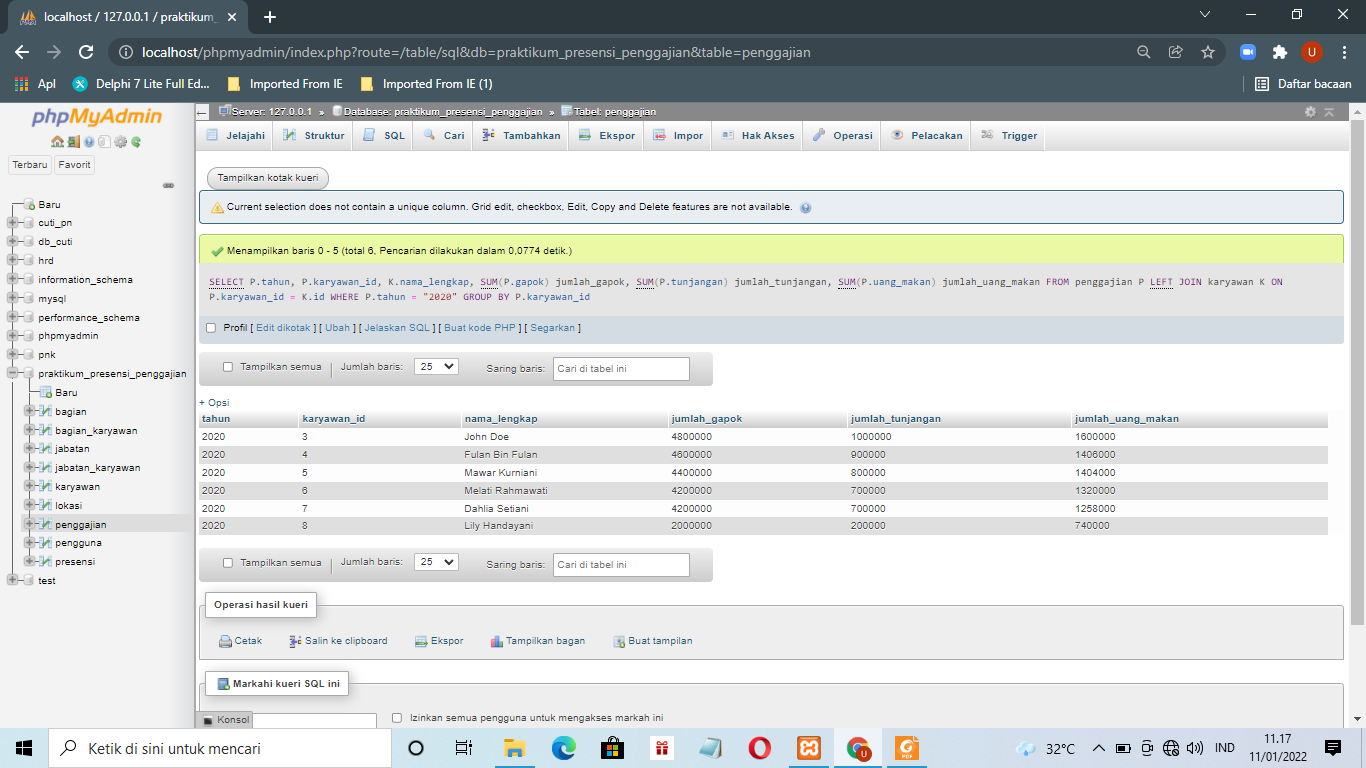 localhost / 127.0.0.1 / praktikum_
localhost/phpmyadmin/index.php?route=/table/sql&db=praktikum_presensi_penggajian&table=penggajian
Apl Delphi 7 Lite Full Ed... Imported From IE Imported From IE (1) Daftar bacaan
phpMyAdmin
Terbaru Favorit
Baru
cuti_pn
db_cuti
hrd
information_schema
mysql
performance_schema
phpmyadmin
pnk
praktikum_presensi_penggajian
Baru
bagian
bagian_karyawan
jabatan
jabatan_karyawan
karyawan
lokasi
penggajian
pengguna
presensi
test
Server: 127.0.0.1 » Database: praktikum_presensi_penggajian » Tabel: penggajian
Jelajahi Struktur SQL Cari Tambahkan Ekspor Impor Hak Akses Operasi Pelacakan Trigger
Tampilkan kotak kueri
Current selection does not contain a unique column. Grid edit, checkbox, Edit, Copy and Delete features are not available.
Menampilkan baris 0 - 5 (total 6, Pencarian dilakukan dalam 0,0774 detik.)
SELECT P.tahun, P.karyawan_id, K.nama_lengkap, SUM(P.gapok) jumlah_gapok, SUM(P.tunjangan) jumlah_tunjangan, SUM(P.uang_makan) jumlah_uang_makan FROM penggajian P LEFT JOIN karyawan K ON
P.karyawan_id = K.id WHERE P.tahun = "2020" GROUP BY P.karyawan_id
Profil [ Edit dikotak ] [ Ubah ] [ Jelaskan SQL ] [ Buat kode PHP ] [ Segarkan ]
Tampilkan semua Jumlah baris: 25 Saring baris: Cari di tabel ini
+ Opsi
tahun karyawan_id nama_lengkap jumlah_gapok jumlah_tunjangan jumlah_uang_makan
2020 3 John Doe 4800000 1000000 1600000
2020 4 Fulan Bin Fulan 4600000 900000 1406000
2020 5 Mawar Kurniani 4400000 800000 1404000
2020 6 Melati Rahmawati 4200000 700000 1320000
2020 7 Dahlia Setiani 4200000 700000 1258000
2020 8 Lily Handayani 2000000 200000 740000
Tampilkan semua Jumlah baris: 25 Saring baris: Cari di tabel ini
Operasi hasil kueri
Cetak Salin ke clipboard Ekspor Tampilkan bagan Buat tampilan
Markahi kueri SQL ini
Konsol Izinkan semua pengguna untuk mengakses markah ini
Ketik di sini untuk mencari
32°C IND 11.17
11/01/2022